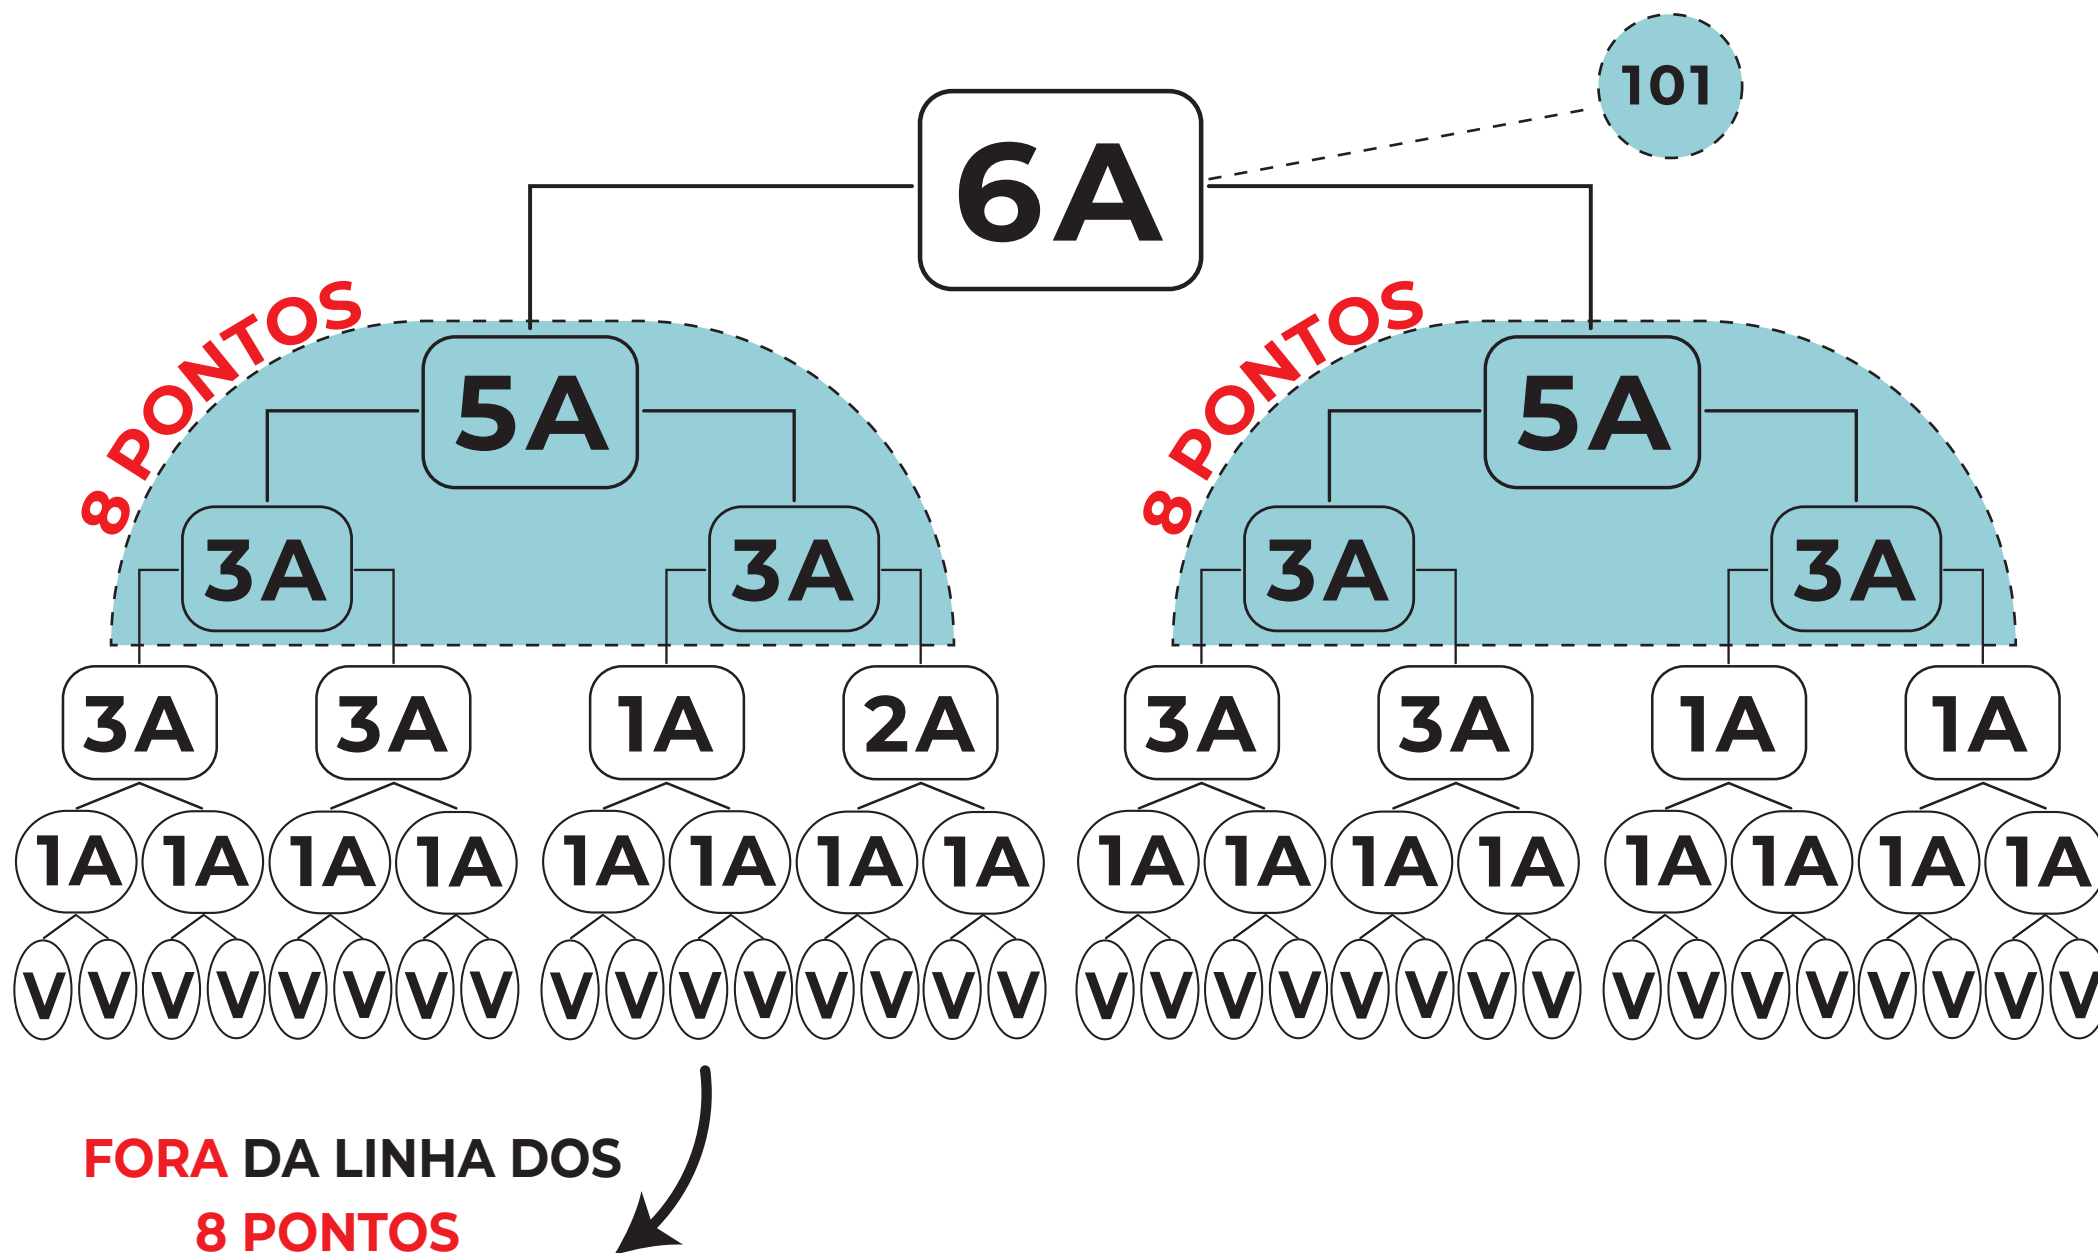 101
6A
8 PONTOS 8 PONTOS
5A 5A
3A 3A 3A 3A
3A 3A 1A 2A 3A 3A 1A 1A
1A 1A 1A 1A 1A 1A 1A 1A 1A 1A 1A 1A 1A 1A 1A 1A
V V V V V V V V V V V V V V V V V V V V V V V V V V V V V V V V
FORA DA LINHA DOS
8 PONTOS